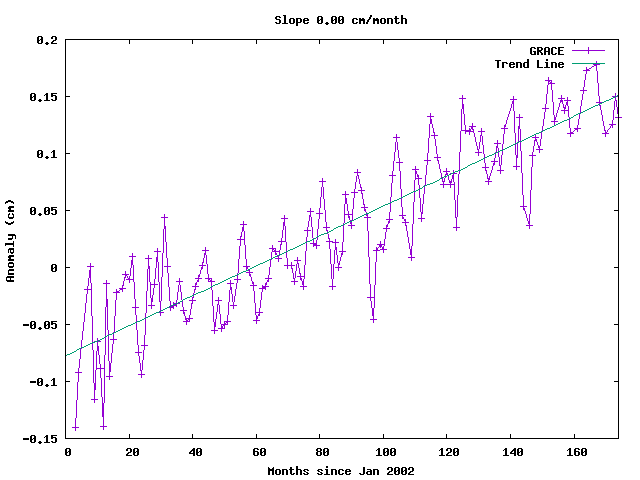 Slope 0.00 cm/month
GRACE
Trend Line
0.2
0.15
0.1
0.05
0
-0.05
-0.1
-0.15
Anomaly (cm)
0 20 40 60 80 100 120 140 160
Months since Jan 2002